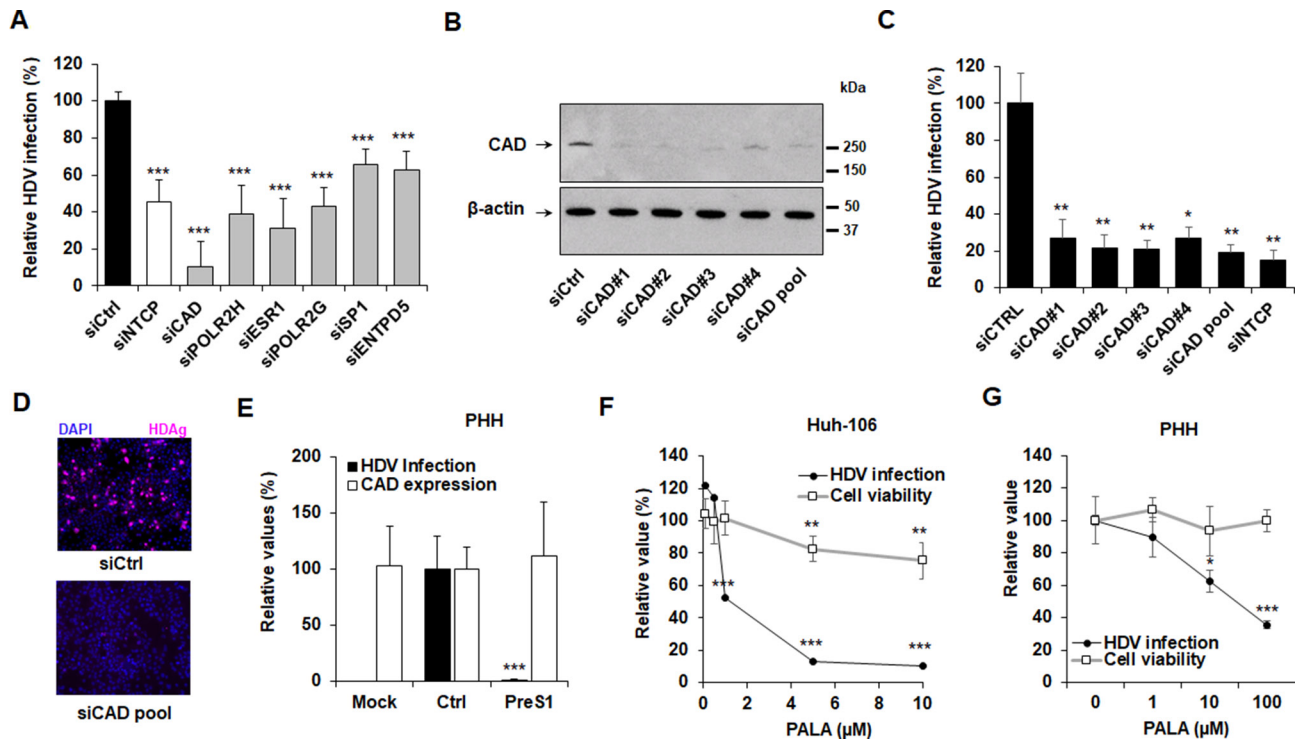 A
Relative HDV infection (%)
120
100
80
60
40
20
0
***
***
***
***
***
***
***
siCtrl
siNTCP
siCAD
siPOLR2H
siESR1
siPOLR2G
siSP1
siENTPD5
B
kDa
CAD
250
150
β-actin
50
37
siCtrl
siCAD#1
siCAD#2
siCAD#3
siCAD#4
siCAD pool
C
Relative HDV infection (%)
120
100
80
60
40
20
0
**
**
**
*
**
**
siCTRL
siCAD#1
siCAD#2
siCAD#3
siCAD#4
siCAD pool
siNTCP
D
DAPI HDAg
siCtrl
siCAD pool
E
PHH
Relative values (%)
200
150
100
50
0
HDV Infection
CAD expression
***
Mock Ctrl PreS1
F
Huh-106
Relative values (%)
140
120
100
80
60
40
20
0
HDV infection
Cell viability
**
**
***
***
***
0 2 4 6 8 10
PALA (µM)
G
PHH
Relative value
140
120
100
80
60
40
20
0
*
***
HDV infection
Cell viability
0 1 10 100
PALA (µM)